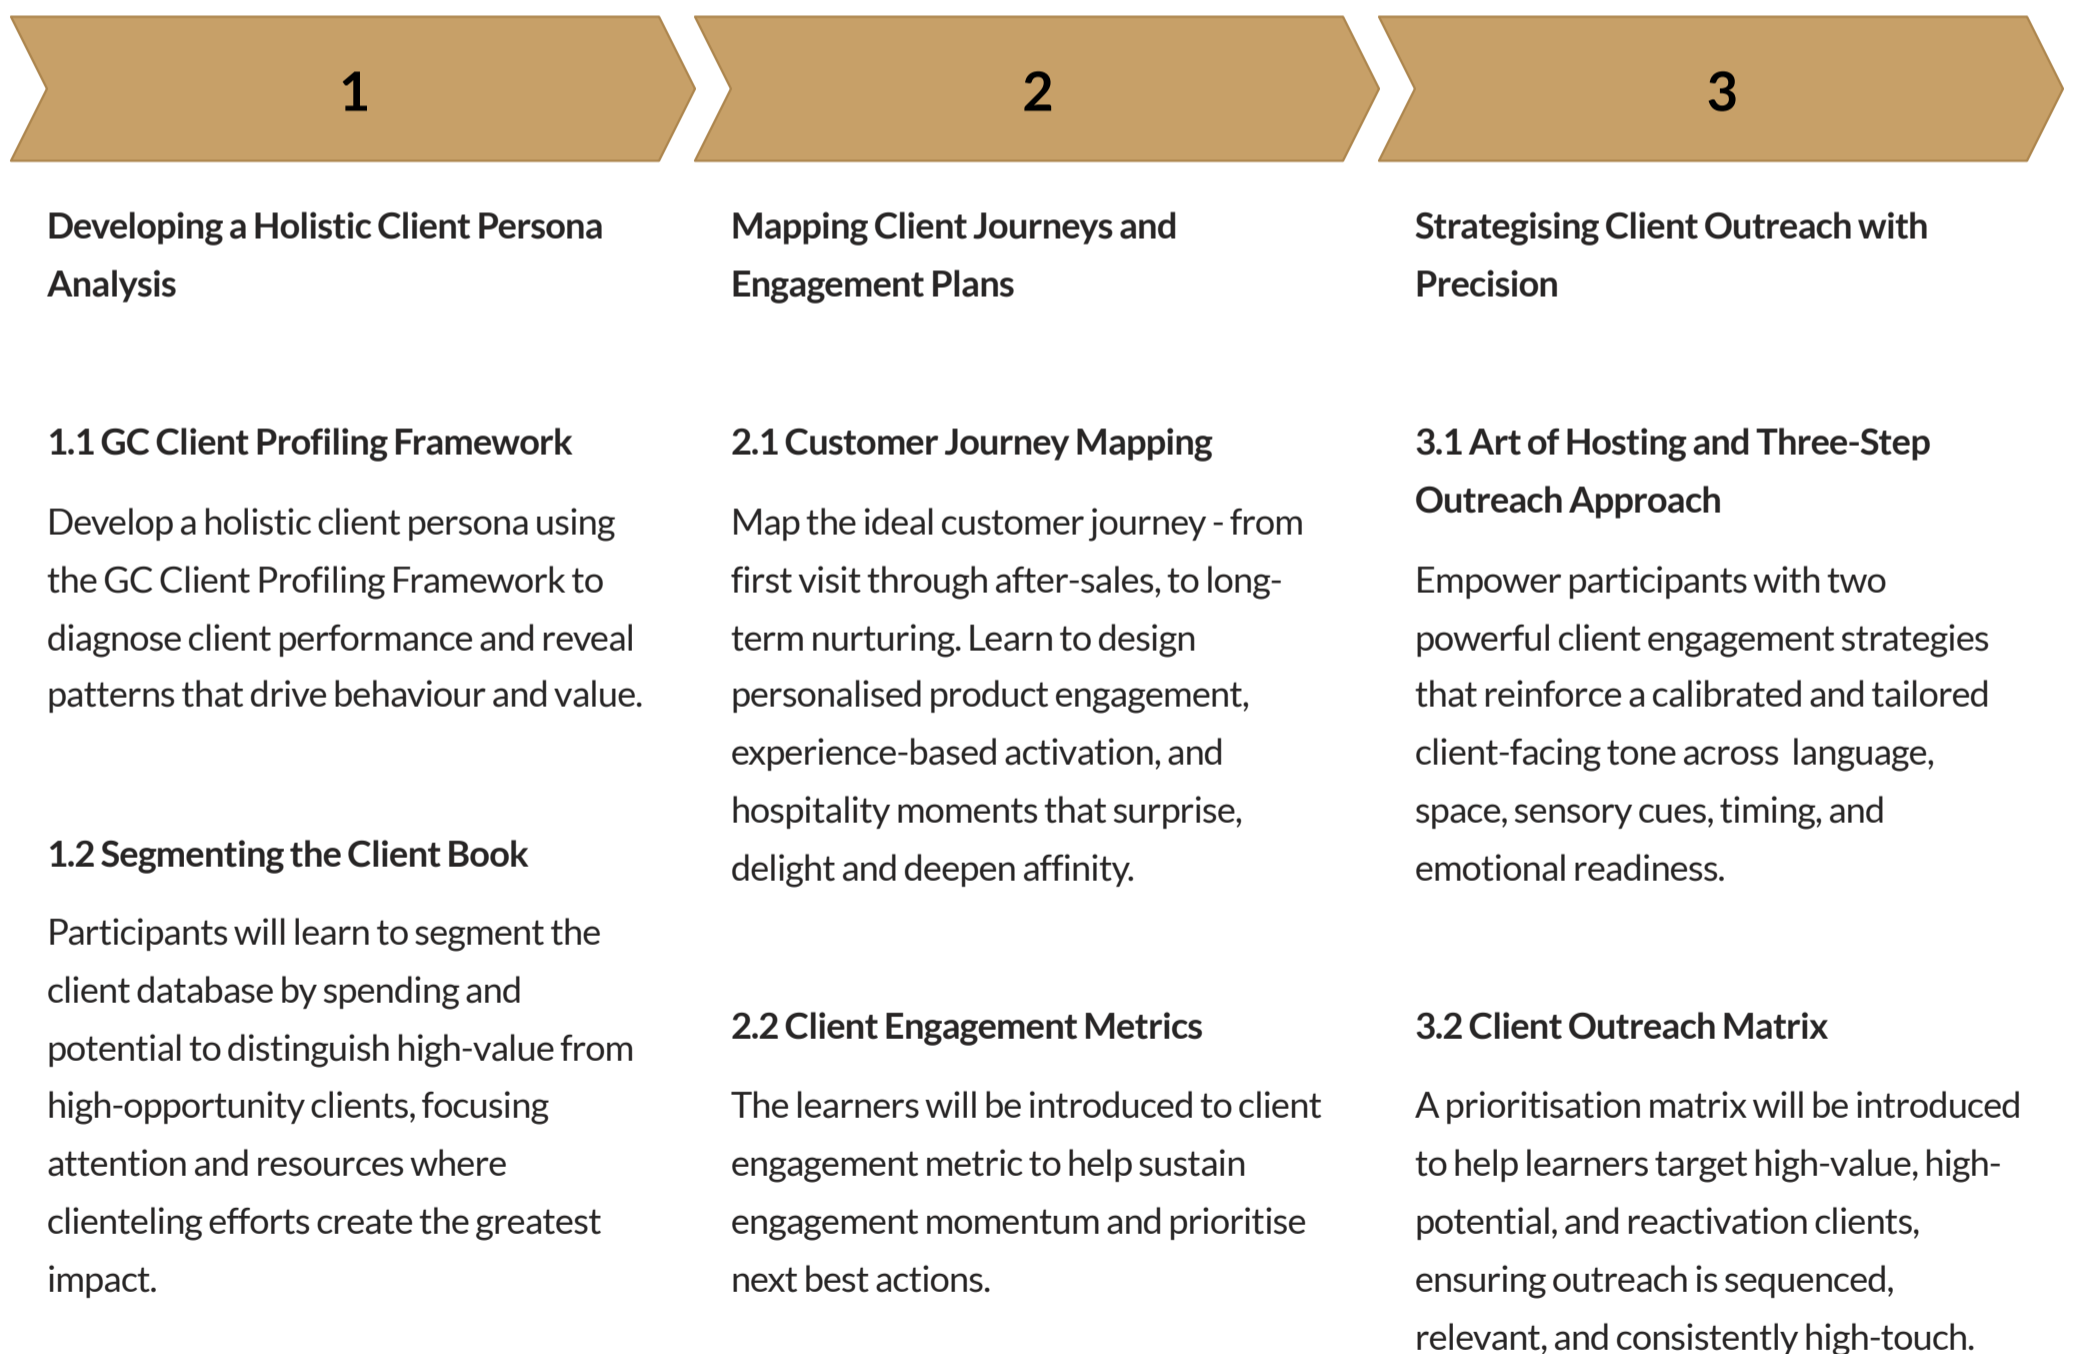 1
Developing a Holistic Client Persona
Analysis
1.1 GC Client Profiling Framework
Develop a holistic client persona using
the GC Client Profiling Framework to
diagnose client performance and reveal
patterns that drive behaviour and value.
1.2 Segmenting the Client Book
Participants will learn to segment the
client database by spending and
potential to distinguish high-value from
high-opportunity clients, focusing
attention and resources where
clienteling efforts create the greatest
impact.
2
Mapping Client Journeys and
Engagement Plans
2.1 Customer Journey Mapping
Map the ideal customer journey - from
first visit through after-sales, to long-
term nurturing. Learn to design
personalised product engagement,
experience-based activation, and
hospitality moments that surprise,
delight and deepen affinity.
2.2 Client Engagement Metrics
The learners will be introduced to client
engagement metric to help sustain
engagement momentum and prioritise
next best actions.
3
Strategising Client Outreach with
Precision
3.1 Art of Hosting and Three-Step
Outreach Approach
Empower participants with two
powerful client engagement strategies
that reinforce a calibrated and tailored
client-facing tone across  language,
space, sensory cues, timing, and
emotional readiness.
3.2 Client Outreach Matrix
A prioritisation matrix will be introduced
to help learners target high-value, high-
potential, and reactivation clients,
ensuring outreach is sequenced,
relevant, and consistently high-touch.